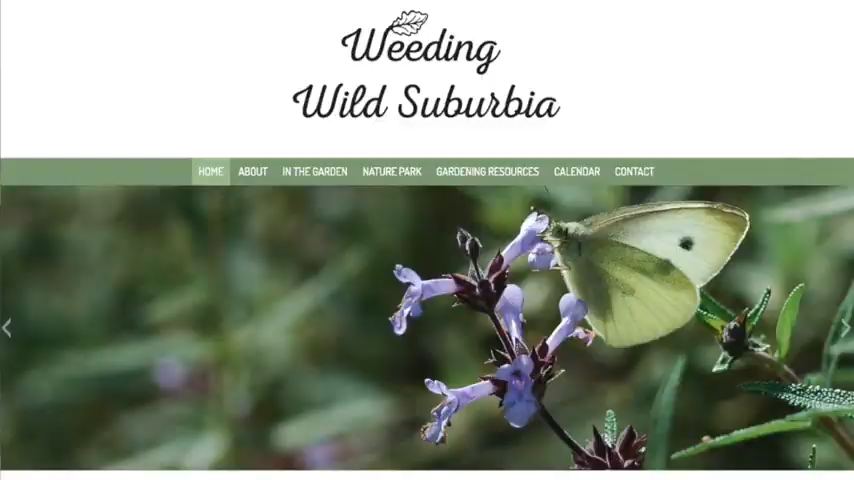 Weeding
Wild Suburbia
HOME ABOUT IN THE GARDEN NATURE PARK GARDENING RESOURCES CALENDAR CONTACT